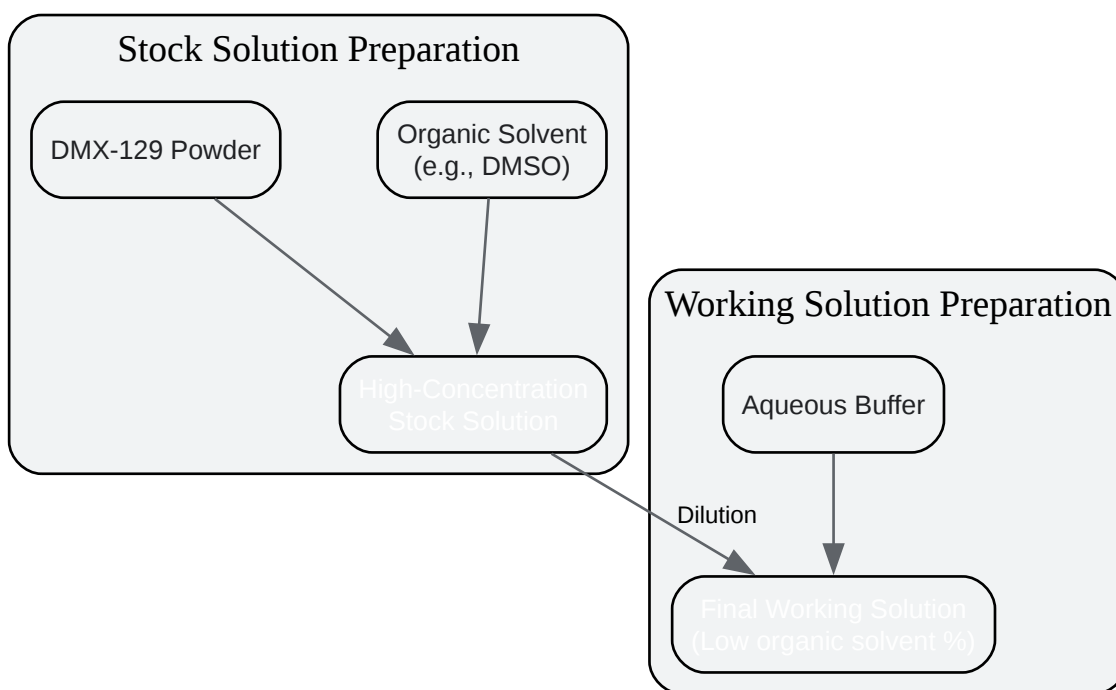 Stock Solution Preparation
DMX-129 Powder
Organic Solvent
(e.g., DMSO)
High-Concentration
Stock Solution
Working Solution Preparation
Aqueous Buffer
Dilution
Final Working Solution
(Low organic solvent %)